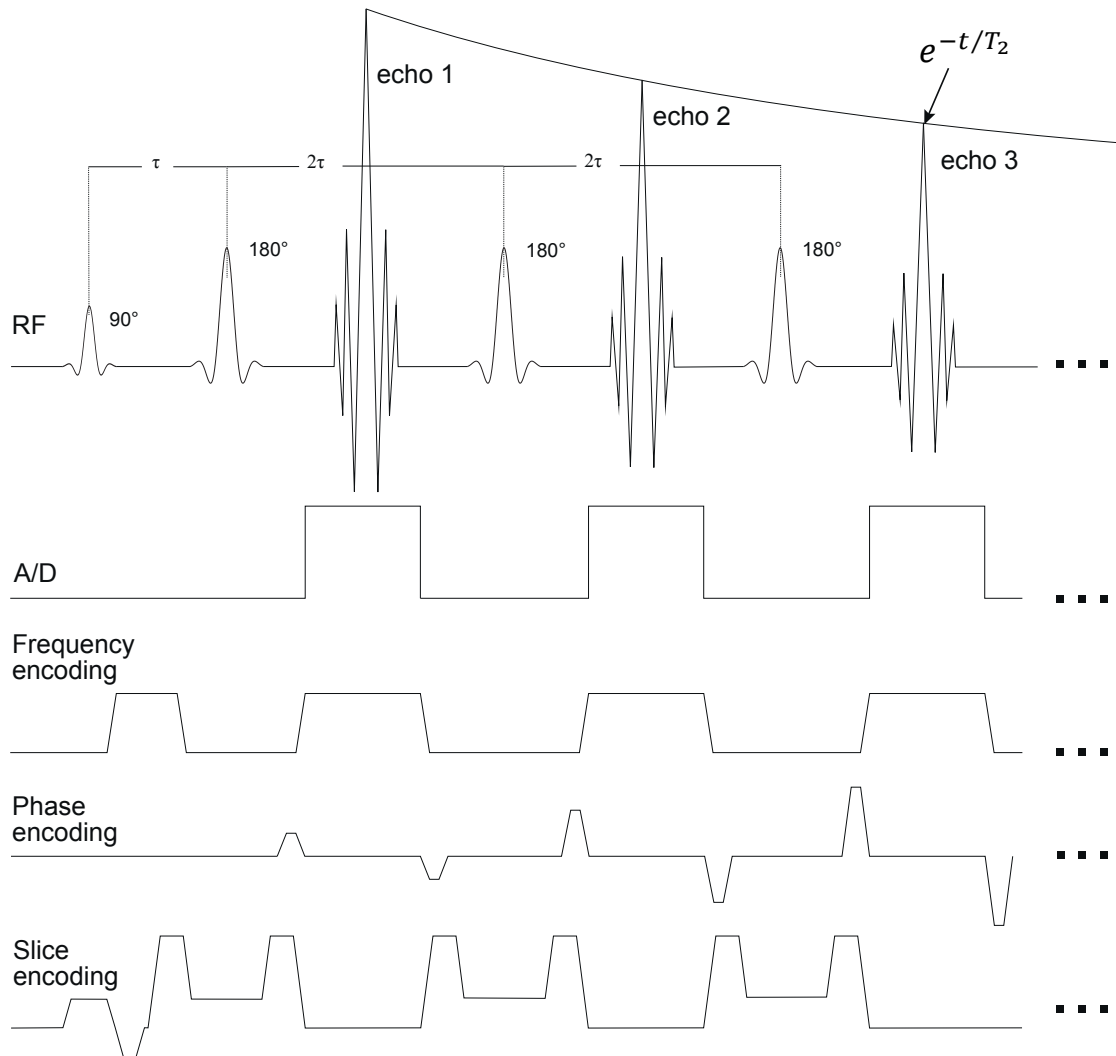 e^{-t/T_2}
echo 1
echo 2
echo 3
τ 2τ 2τ
180° 180° 180°
90°
RF
A/D
Frequency
encoding
Phase
encoding
Slice
encoding